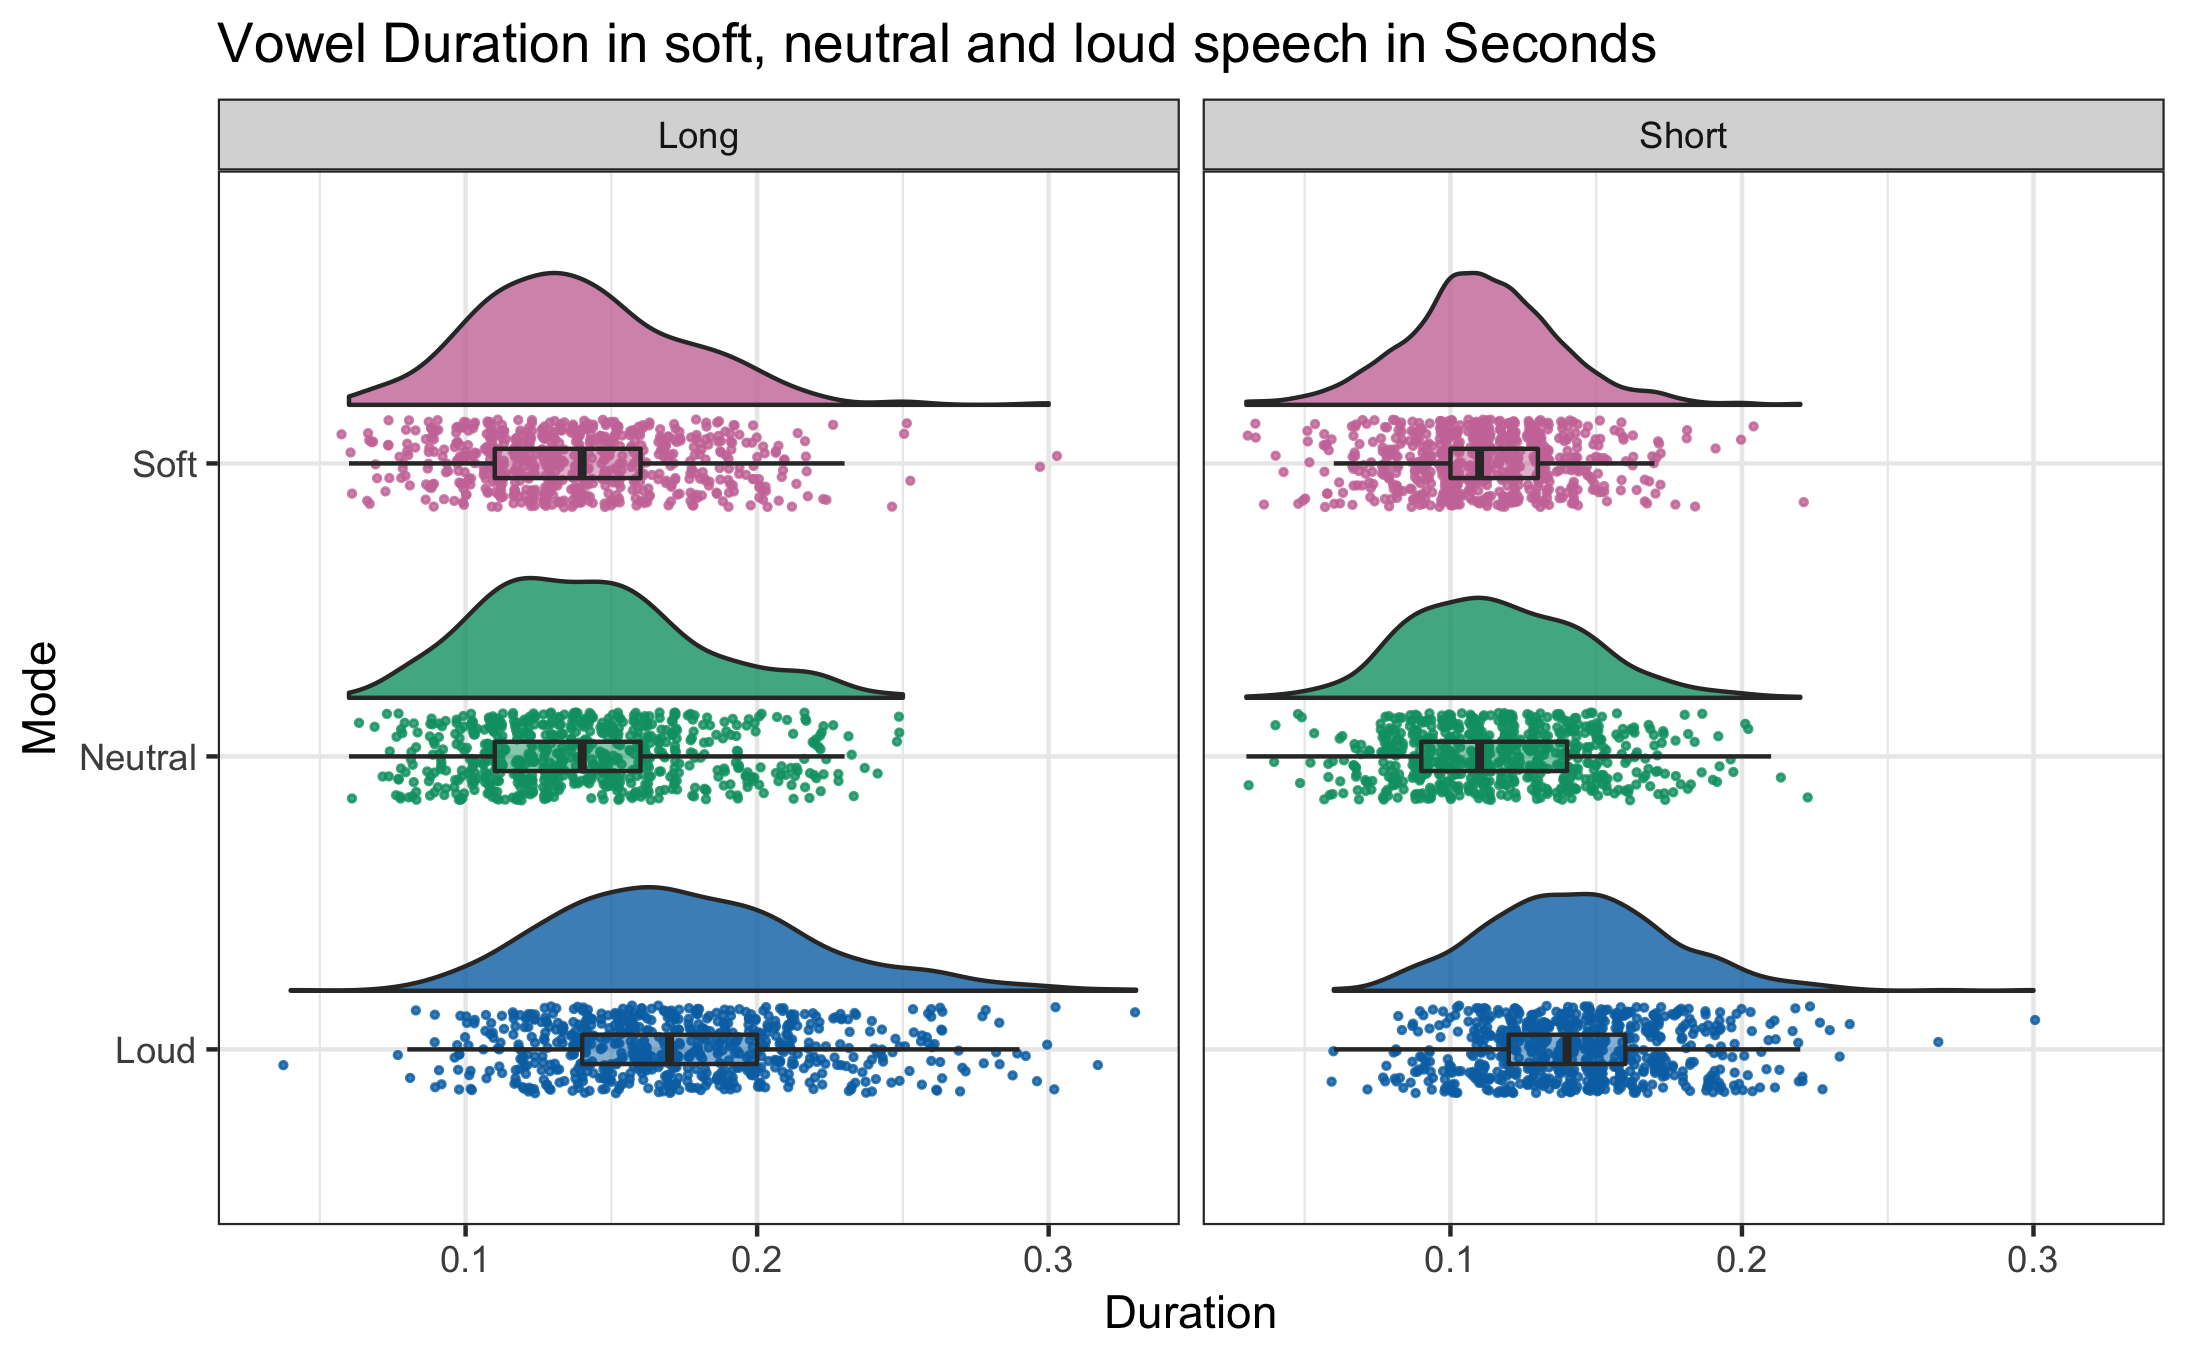 Vowel Duration in soft, neutral and loud speech in Seconds
Long
Short
Mode
Soft
Neutral
Loud
0.1 0.2 0.3 0.1 0.2 0.3
Duration